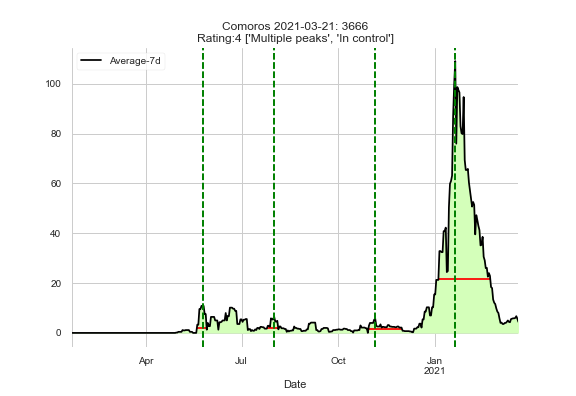 Comoros 2021-03-21: 3666
Rating:4 ['Multiple peaks', 'In control']
Average-7d
100
80
60
40
20
0
Apr
Jul
Oct
Jan
2021
Date